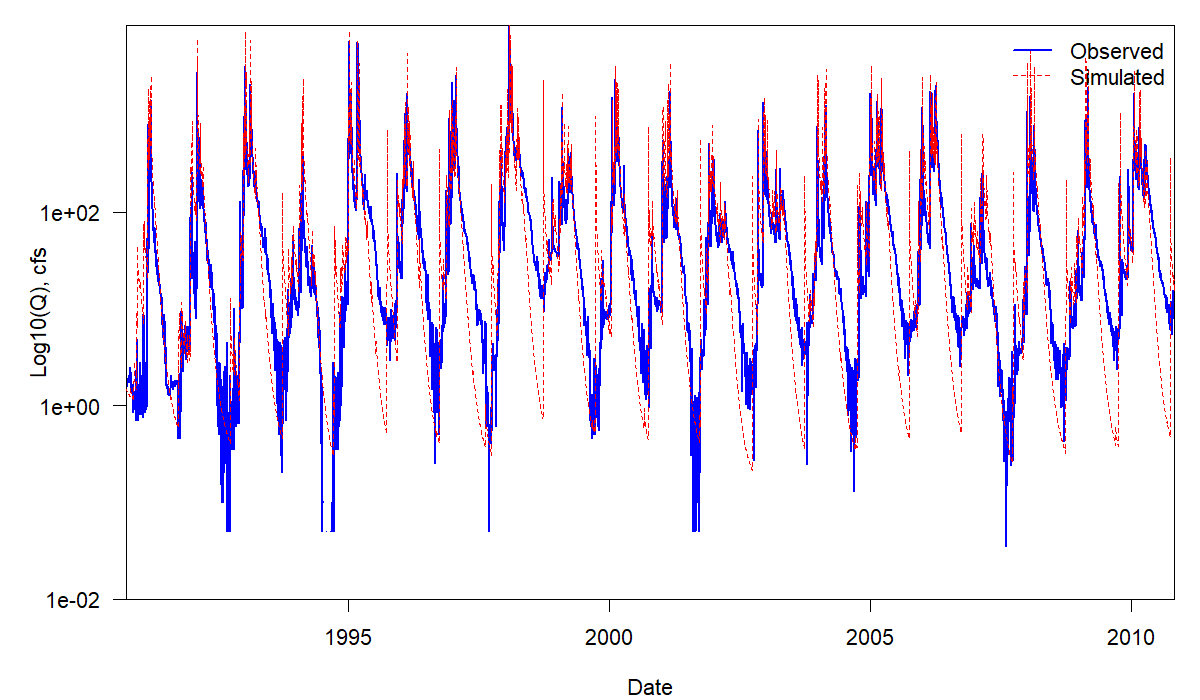 Observed
Simulated
Log10(Q), cfs
1e+02
1e+00
1e-02
1995
2000
2005
2010
Date